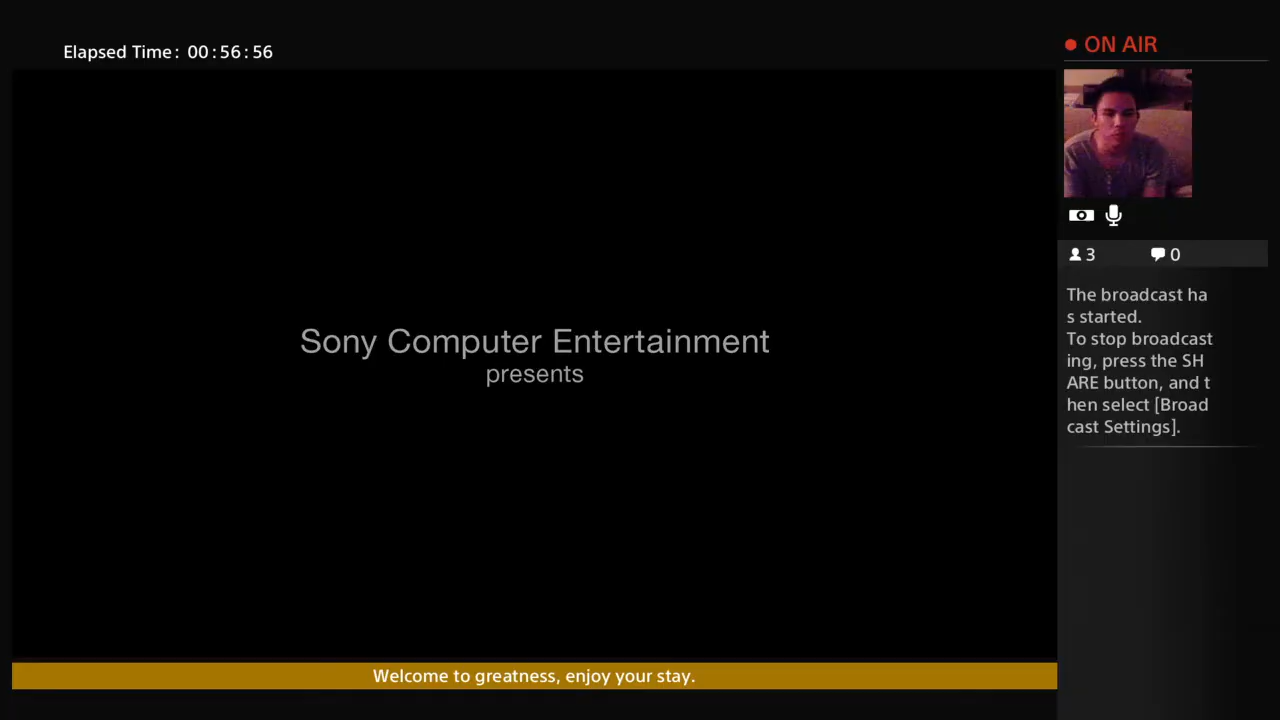 Elapsed Time: 00:56:56
ON AIR
3
0
Sony Computer Entertainment
presents
The broadcast ha
s started.
To stop broadcast
ing, press the SH
ARE button, and t
hen select [Broad
cast Settings].
Welcome to greatness, enjoy your stay.